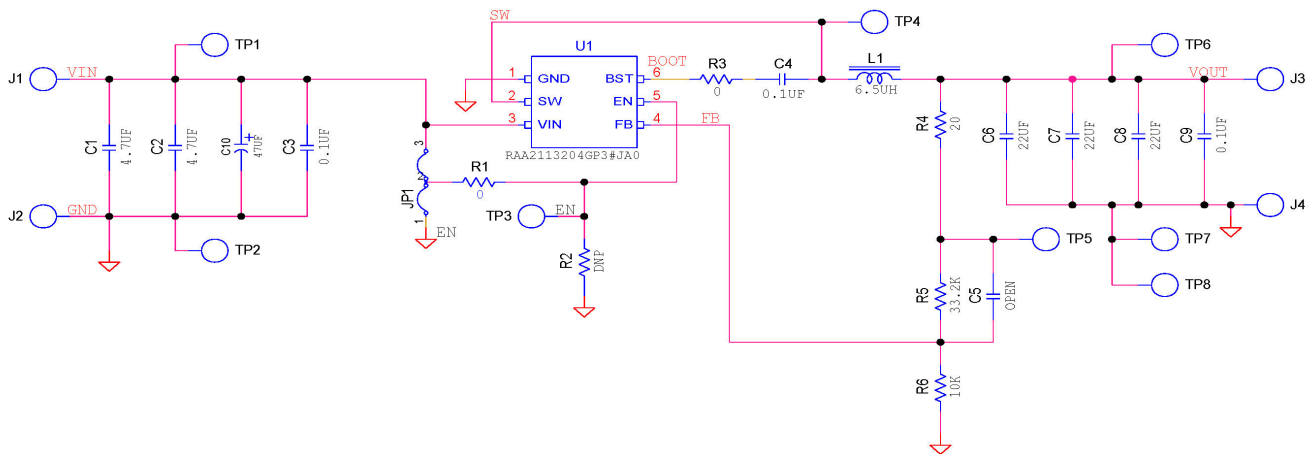 SW
TP4
TP1
U1
TP6
J1
VIN
BOOT
R3
C4
L1
VOUT
J3
1
GND
BST
6
0
0.1UF
6.5UH
2
SW
EN
5
3
VIN
FB
4
FB
RAA2113204GP3#JA0
C1
4.7UF
C2
4.7UF
C10
+
47UF
C3
0.1UF
R4
20
C6
22UF
C7
22UF
C8
22UF
C9
0.1UF
3
2
1
JP1
R1
0
J2
GND
TP2
TP3
EN
EN
R2
DNP
J4
TP5
TP7
TP8
R5
33.2K
C5
OPEN
R6
10K